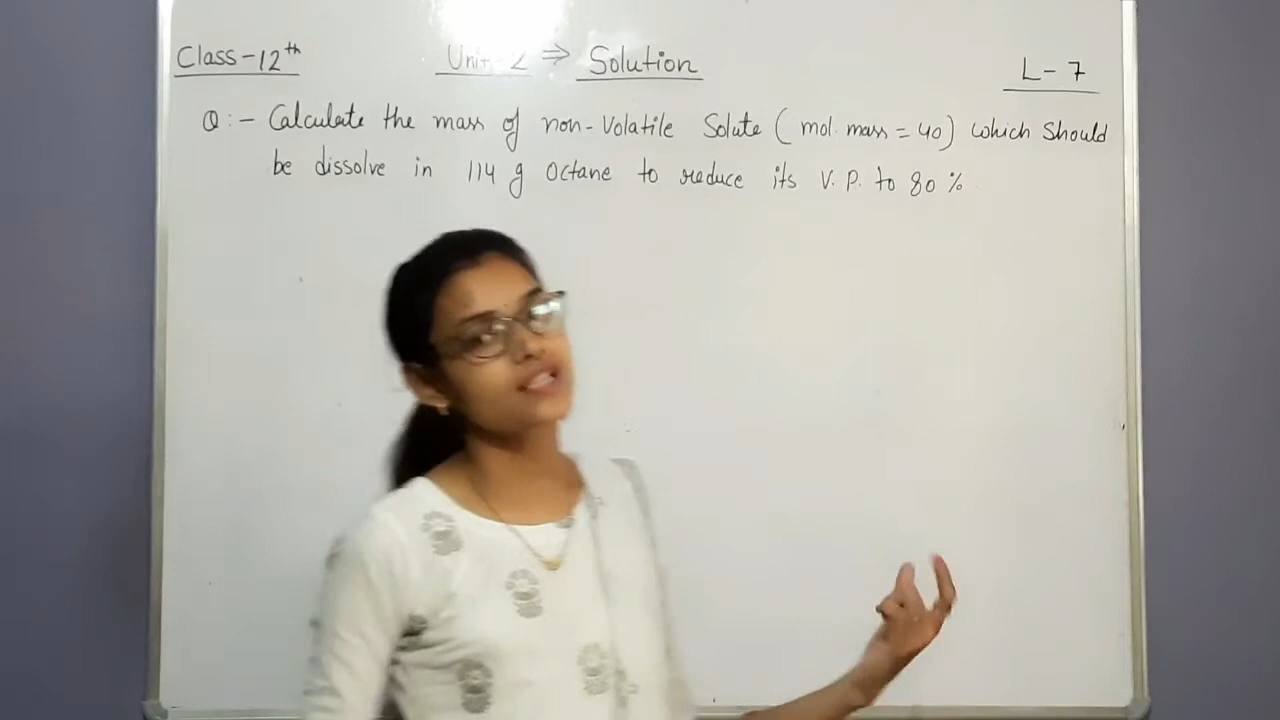 Class-12th Unit-2 ⇒ Solution L-7
Q:- Calculate the mass of non-Volatile Solute (mol. mass = 40) which should
be dissolve in 114 g Octane to reduce its V.P. to 80%